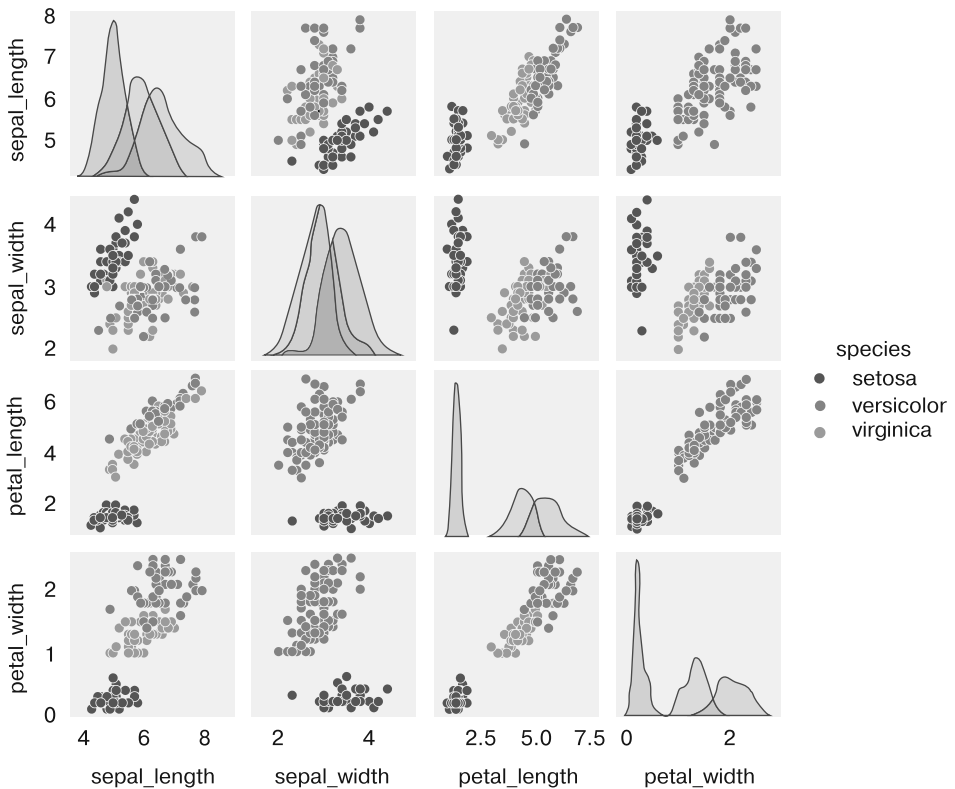 8
7
6
5
sepal_length
4
3
2
sepal_width
6
4
2
petal_length
2
1
0
petal_width
4 6 8
2 4
2.5 5.0 7.5
0 2
sepal_length
sepal_width
petal_length
petal_width
species
setosa
versicolor
virginica